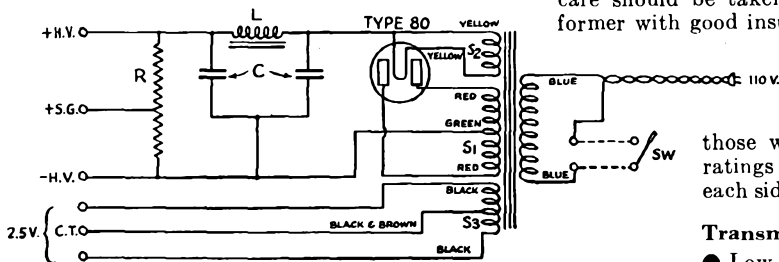 care should be taken
former with good insu
L
TYPE 80
YELLOW
+H.V.
YELLOW
S2
R
C
BLUE
110 V.
RED
+S.G.
GREEN
S1
SW
-H.V.
RED
BLUE
BLACK
2.5V.
C.T.
BLACK & BROWN
S3
BLACK
those w
ratings
each sid
Transm
● Low